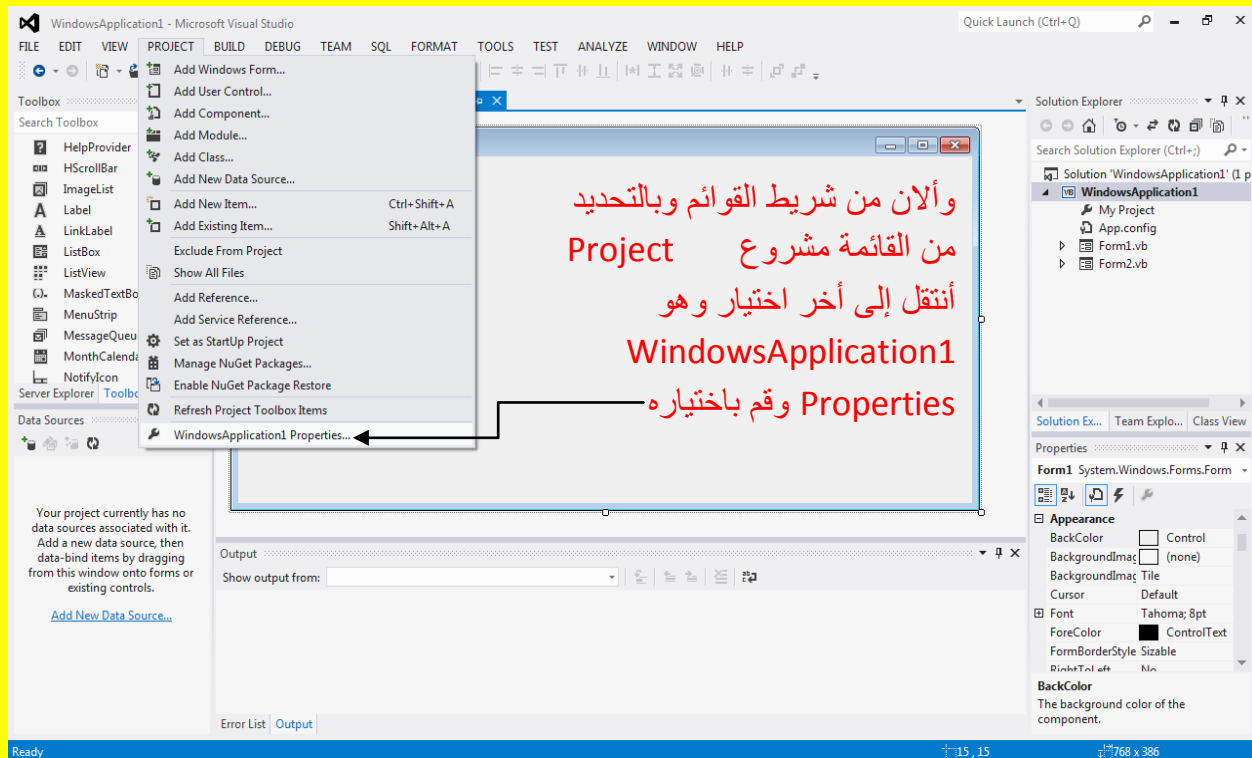 WindowsApplication1 - Microsoft Visual Studio
Quick Launch (Ctrl+Q)
FILE EDIT VIEW PROJECT BUILD DEBUG TEAM SQL FORMAT TOOLS TEST ANALYZE WINDOW HELP
Add Windows Form...
Add User Control...
Add Component...
Add Module...
Add Class...
Add New Data Source...
Add New Item... Ctrl+Shift+A
Add Existing Item... Shift+Alt+A
Exclude From Project
Show All Files
Add Reference...
Add Service Reference...
Set as StartUp Project
Manage NuGet Packages...
Enable NuGet Package Restore
Refresh Project Toolbox Items
WindowsApplication1 Properties...
Toolbox
Search Toolbox
HelpProvider
HScrollBar
ImageList
Label
LinkLabel
ListBox
ListView
MaskedTextBo
MenuStrip
MessageQueu
MonthCalenda
NotifyIcon
Server Explorer Toolbo
Data Sources
Your project currently has no
data sources associated with it.
Add a new data source, then
data-bind items by dragging
from this window onto forms or
existing controls.
Add New Data Source...
وألان من شريط القوائم وبالتحديد
من القائمة مشروع Project
أنتقل إلى أخر اختيار وهو
WindowsApplication1
Properties وقم باختياره
Output
Show output from:
Error List Output
Solution Explorer
Search Solution Explorer (Ctrl+;)
Solution 'WindowsApplication1' (1 p
VB WindowsApplication1
My Project
App.config
Form1.vb
Form2.vb
Solution Ex... Team Explo... Class View
Properties
Form1 System.Windows.Forms.Form
Appearance
BackColor Control
BackgroundImag (none)
BackgroundImag Tile
Cursor Default
Font Tahoma; 8pt
ForeColor ControlText
FormBorderStyle Sizable
RightToLeft No
BackColor
The background color of the
component.
Ready
15 , 15
768 x 386